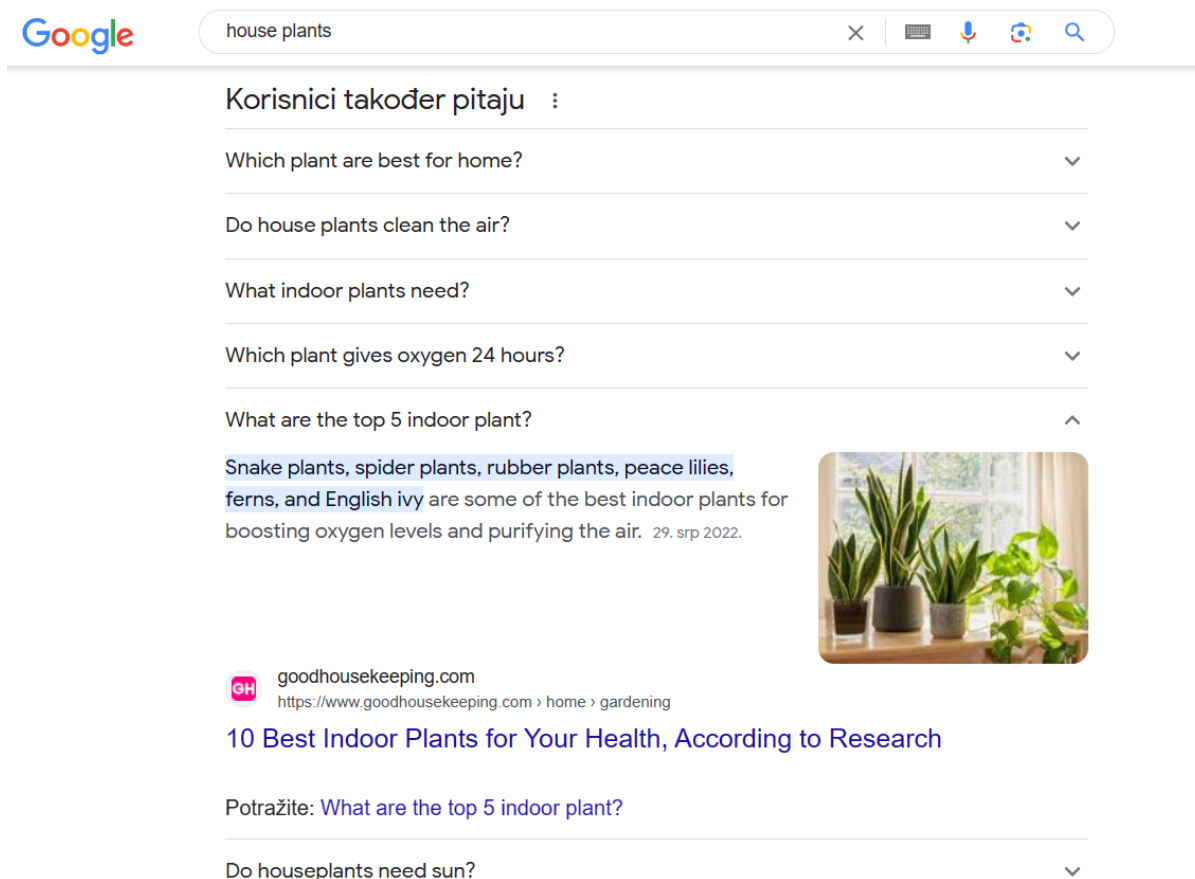 Google
house plants
Korisnici također pitaju
Which plant are best for home?
Do house plants clean the air?
What indoor plants need?
Which plant gives oxygen 24 hours?
What are the top 5 indoor plant?
Snake plants, spider plants, rubber plants, peace lilies,
ferns, and English ivy are some of the best indoor plants for
boosting oxygen levels and purifying the air. 29. srp 2022.
GH
goodhousekeeping.com
https://www.goodhousekeeping.com › home › gardening
10 Best Indoor Plants for Your Health, According to Research
Potražite: What are the top 5 indoor plant?
Do houseplants need sun?